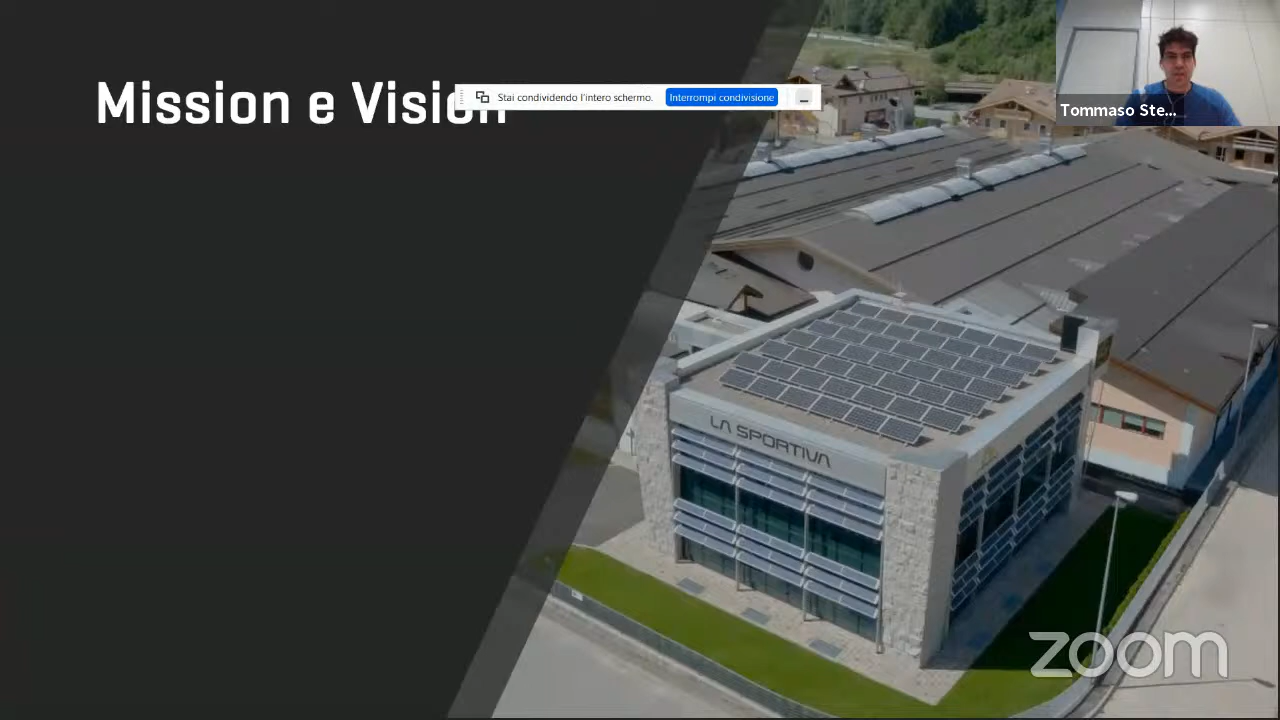 Mission e Vision
Stai condividendo l'intero schermo.
Interrompi condivisione
Tommaso Ste...
LA SPORTIVA
zoom